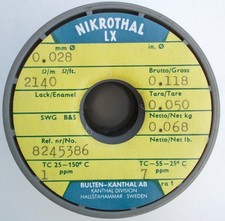 NIKROTHAL
LX
mm Ø
in. Ø
0.028
Ω/m Ω/ft.
Brutto/Gross
2140
0.118
Lack/Enamel
Tara/Tare
0.050
SWG B&S
Netto/Net kg
0.068
Ref. nr/No.
Netto/Net lbs
8245386
TC 25-150° C
TC -55-25° C
1 ppm
7 ppm
BULTEN-KANTHAL AB
KANTHAL DIVISION
HALLSTAHAMMAR · SWEDEN